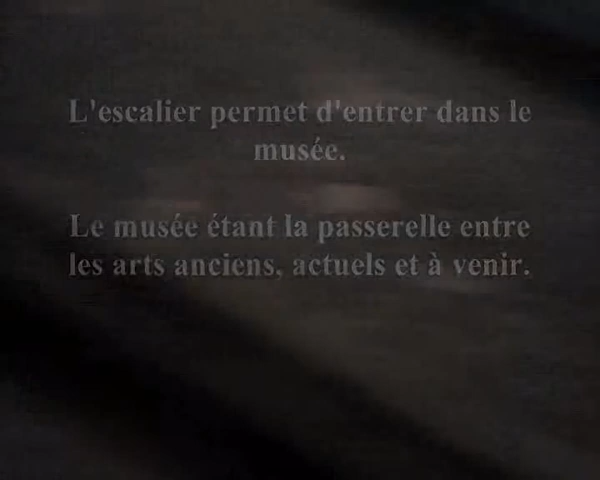 L'escalier permet d'entrer dans le
musée.
Le musée étant la passerelle entre
les arts anciens, actuels et à venir.